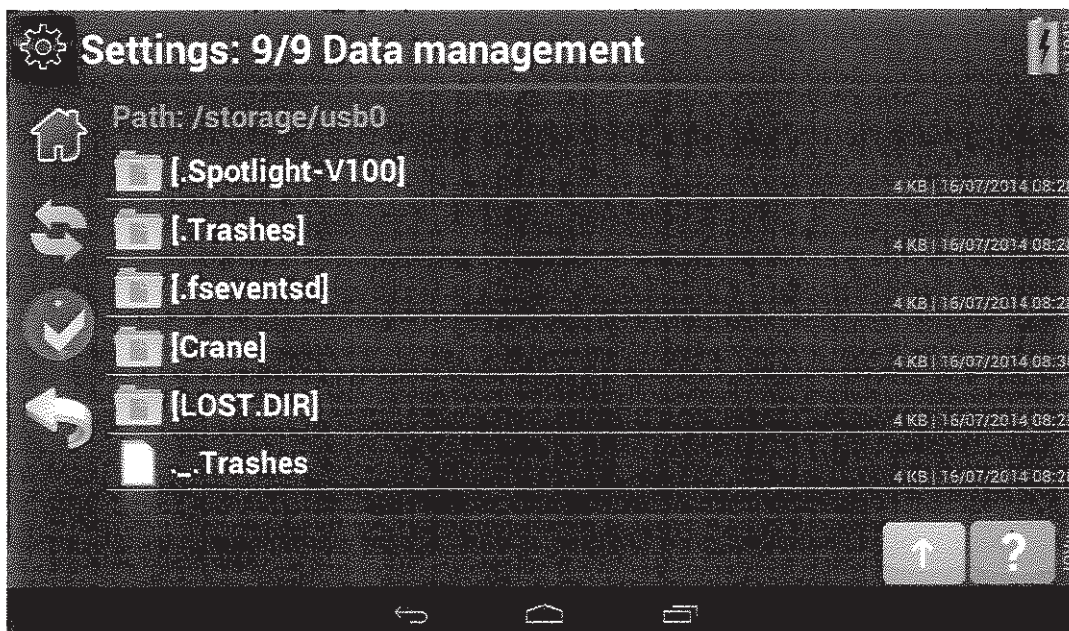 Settings: 9/9 Data management
Path: /storage/usb0
[.Spotlight-V100]
4 KB | 16/07/2014 08:2
[.Trashes]
4 KB | 16/07/2014 08:2
[.fseventsd]
4 KB | 16/07/2014 08:2
[Crane]
4 KB | 16/07/2014 08:3
[LOST.DIR]
4 KB | 16/07/2014 08:2
._.Trashes
4 KB | 16/07/2014 08:2
?